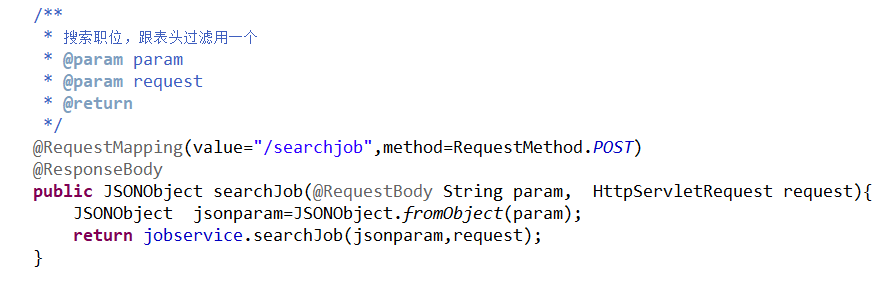 /**
 * 搜索职位，跟表头过滤用一个
 * @param param
 * @param request
 * @return
 */
@RequestMapping(value="/searchjob",method=RequestMethod.POST)
@ResponseBody
public JSONObject searchJob(@RequestBody String param,  HttpServletRequest request){
    JSONObject  jsonparam=JSONObject.fromObject(param);
    return jobservice.searchJob(jsonparam,request);
}